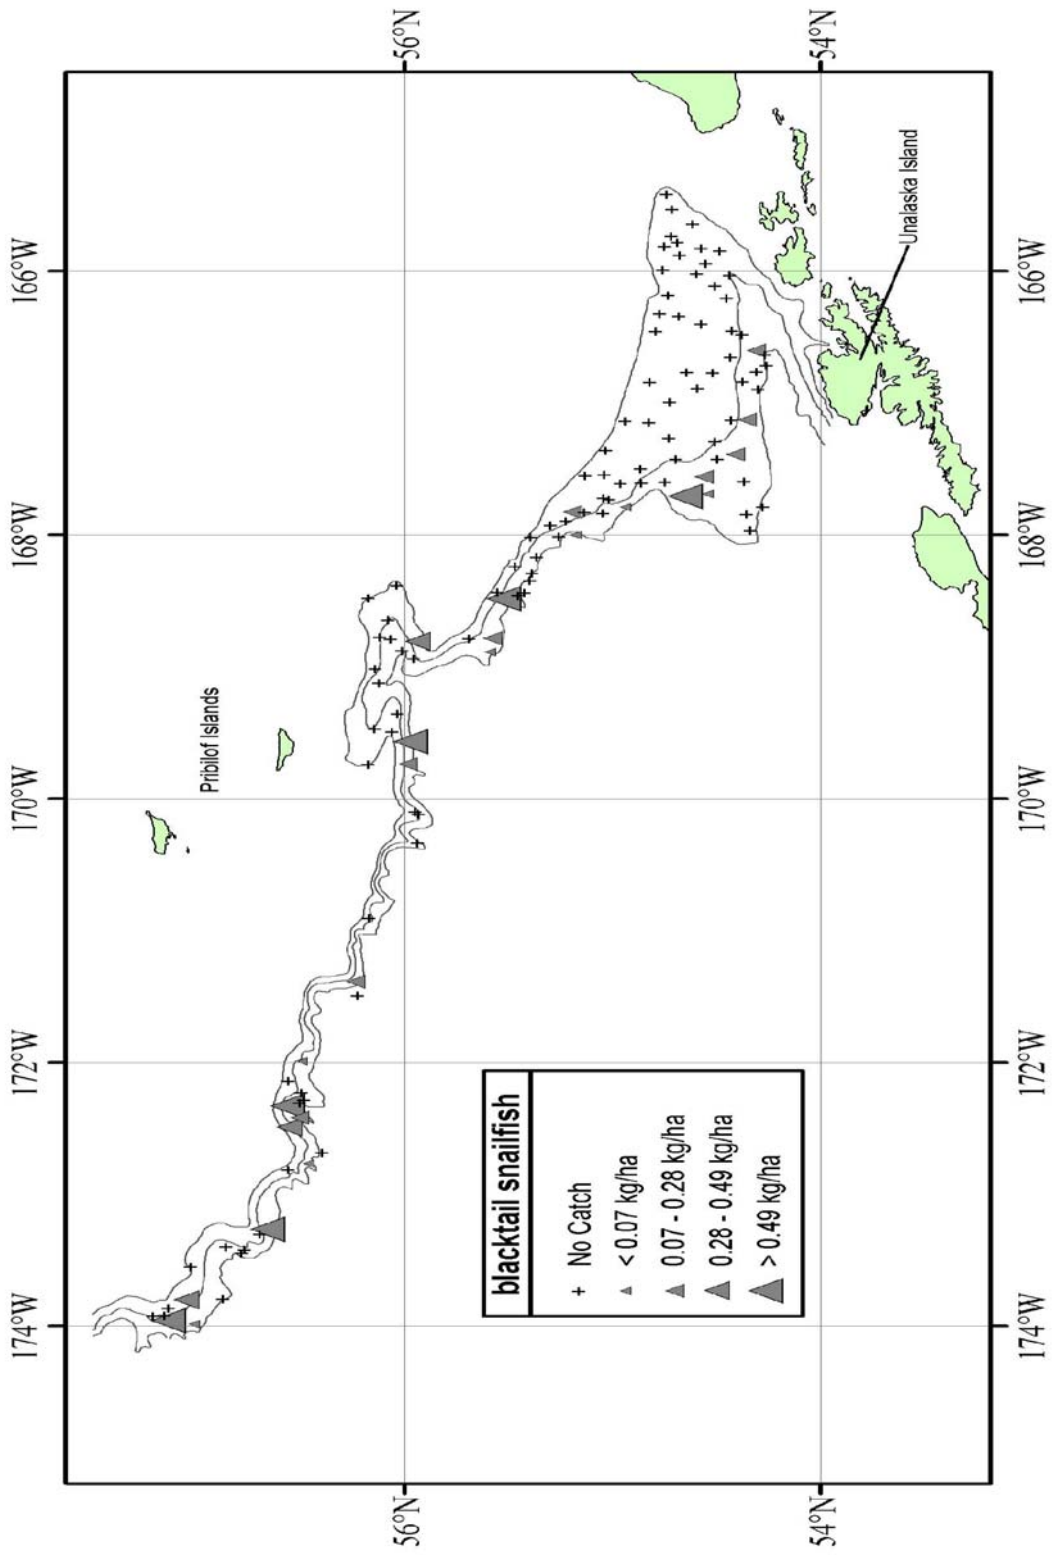 174°W
172°W
170°W
168°W
166°W
56°N
56°N
Pribilof Islands
blacktail snailfish
No Catch
< 0.07 kg/ha
0.07 - 0.28 kg/ha
0.28 - 0.49 kg/ha
> 0.49 kg/ha
54°N
54°N
Unalaska Island
174°W
172°W
170°W
168°W
166°W